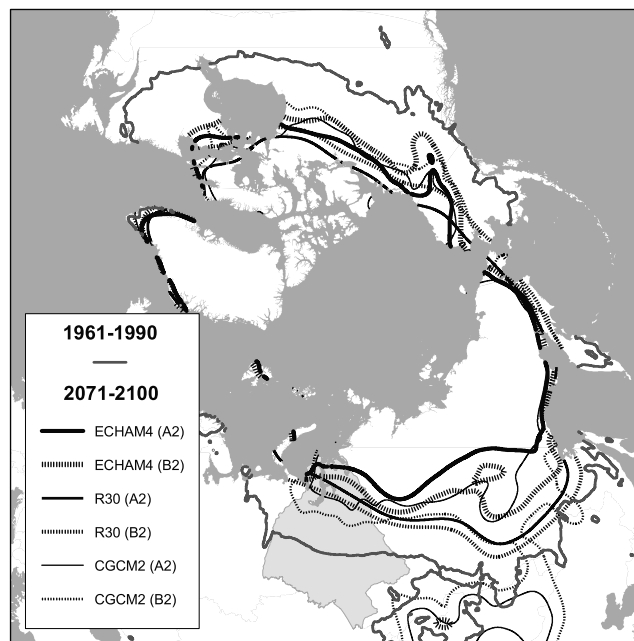 1961-1990
2071-2100
ECHAM4 (A2)
ECHAM4 (B2)
R30 (A2)
R30 (B2)
CGCM2 (A2)
CGCM2 (B2)